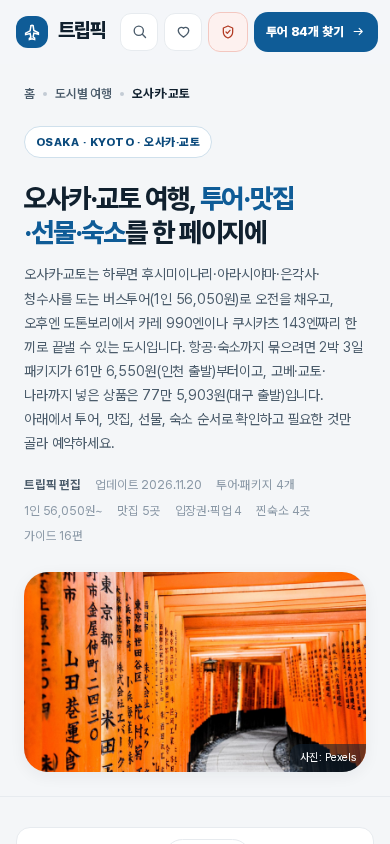 트립픽
투어 84개 찾기 →
홈 • 도시별 여행 • 오사카·교토
OSAKA · KYOTO · 오사카·교토
오사카·교토 여행, 투어·맛집
·선물·숙소를 한 페이지에
오사카·교토는 하루면 후시미이나리·아라시야마·은각사·
청수사를 도는 버스투어(1인 56,050원)로 오전을 채우고,
오후엔 도톤보리에서 카레 990엔이나 쿠시카츠 143엔짜리 한
끼로 끝낼 수 있는 도시입니다. 항공·숙소까지 묶으려면 2박 3일
패키지가 61만 6,550원(인천 출발)부터이고, 고베·교토·
나라까지 넣은 상품은 77만 5,903원(대구 출발)입니다.
아래에서 투어, 맛집, 선물, 숙소 순서로 확인하고 필요한 것만
골라 예약하세요.
트립픽 편집 업데이트 2026.11.20 투어·패키지 4개
1인 56,050원~ 맛집 5곳 입장권·픽업 4 찐숙소 4곳
가이드 16편
山田巷運倉
米田
사진: Pexels